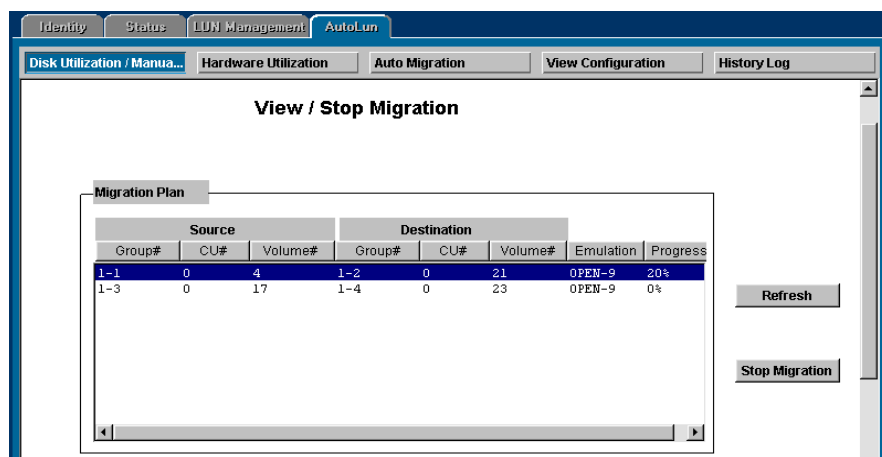 Identity Status LUN Management AutoLun
Disk Utilization / Manua... Hardware Utilization Auto Migration View Configuration History Log
View / Stop Migration
Migration Plan
Source Destination
Group# CU# Volume# Group# CU# Volume# Emulation Progress
1-1 0 4 1-2 0 21 OPEN-9 20%
1-3 0 17 1-4 0 23 OPEN-9 0%
Refresh
Stop Migration